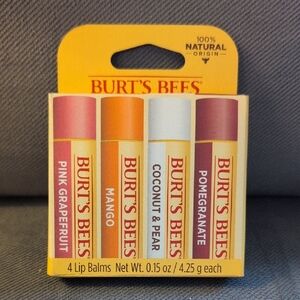 100%
NATURAL
ORIGIN
BURT'S BEES
PINK GRAPEFRUIT
BURT'S BEES
MANGO
BURT'S BEES
COCONUT & PEAR
BURT'S BEES
POMEGRANATE
BURT'S BEES
4 Lip Balms Net Wt. 0.15 oz / 4.25 g each